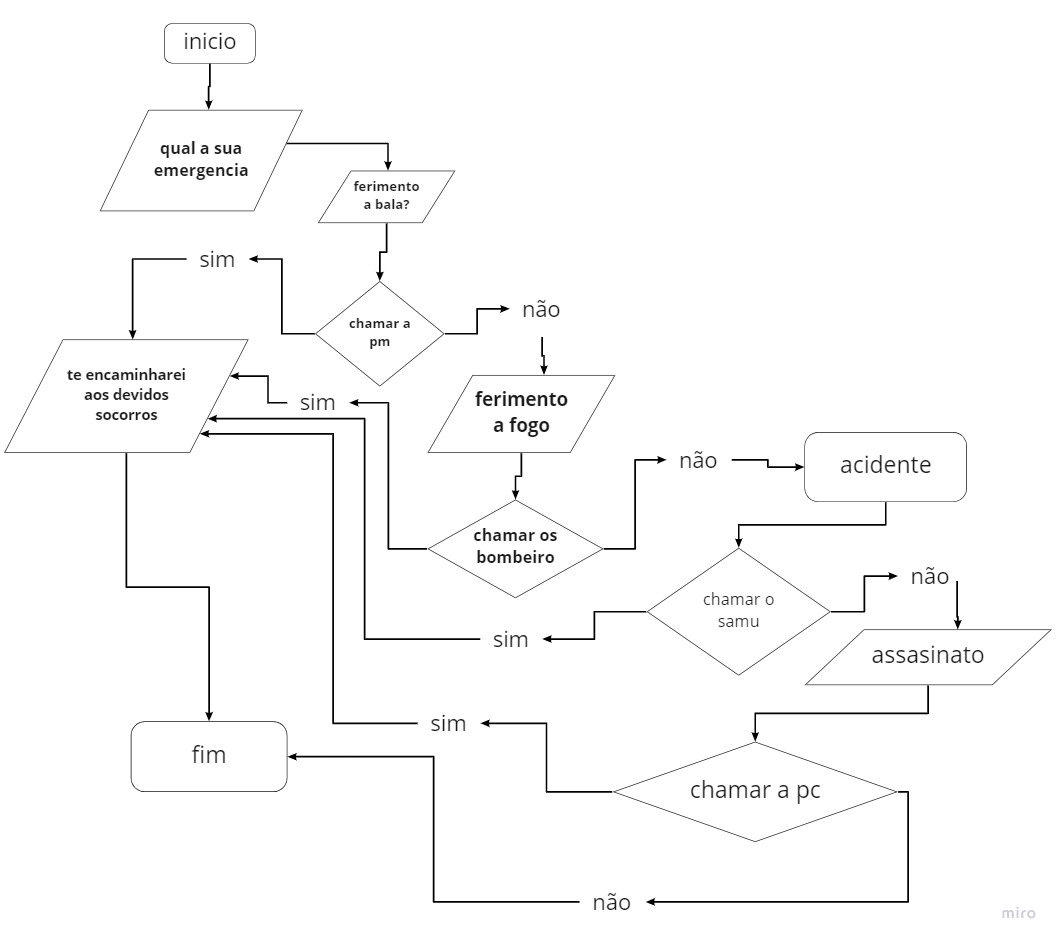 inicio
qual a sua
emergencia
ferimento
a bala?
sim
chamar a
pm
não
te encaminharei
aos devidos
socorros
sim
ferimento
a fogo
não
acidente
chamar os
bombeiro
chamar o
samu
não
sim
assasinato
sim
fim
chamar a pc
não
miro